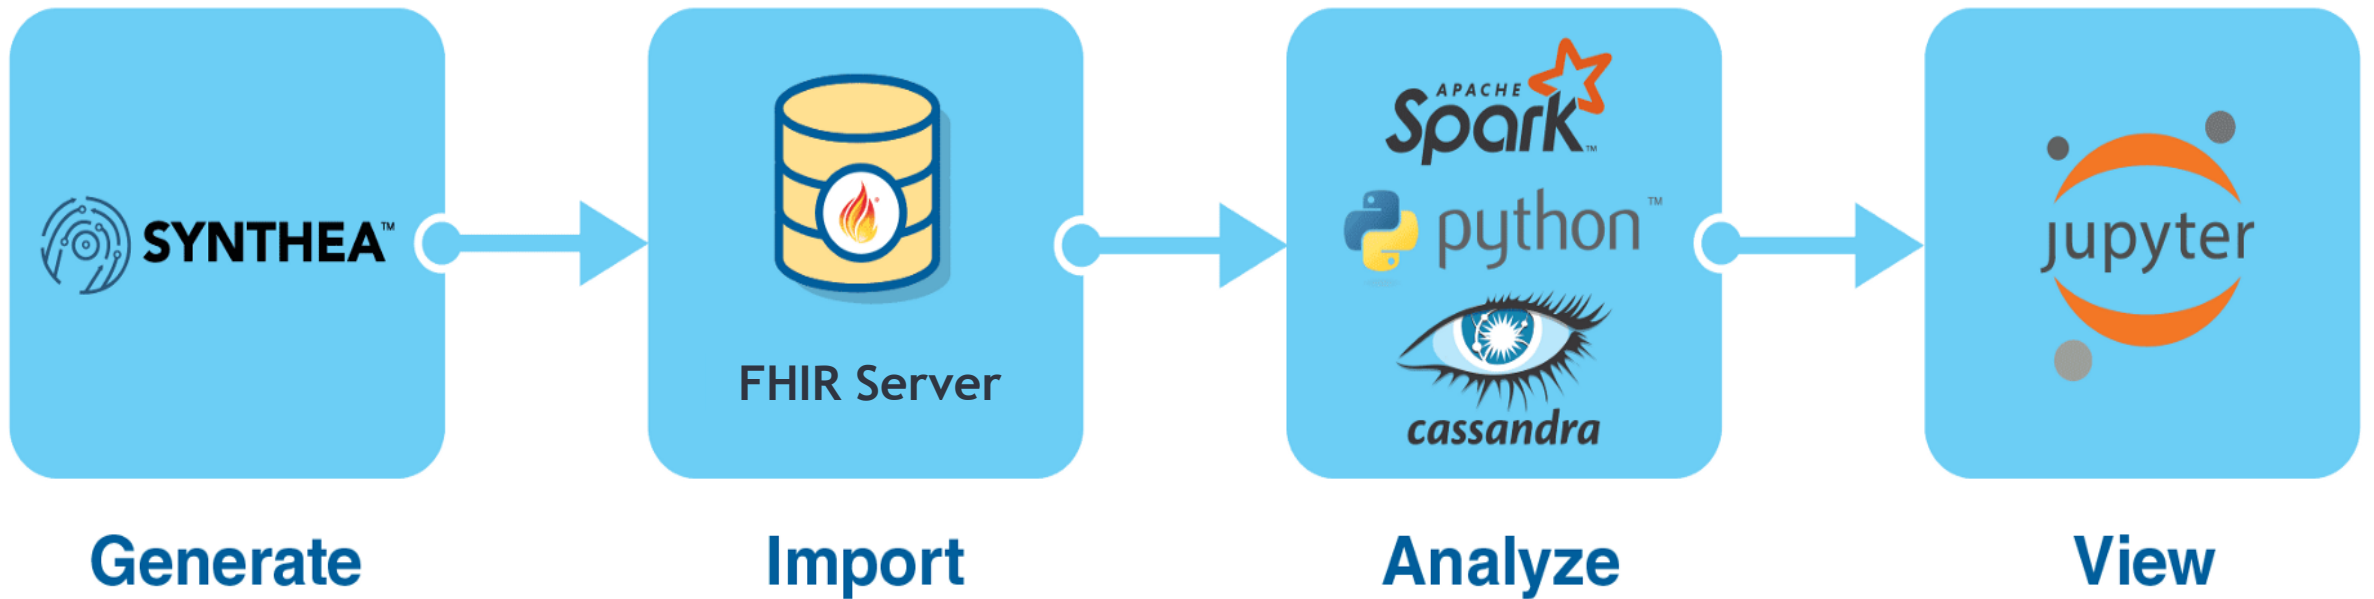 SYNTHEA™
FHIR Server
APACHE
Spark™
python™
cassandra
jupyter
Generate
Import
Analyze
View